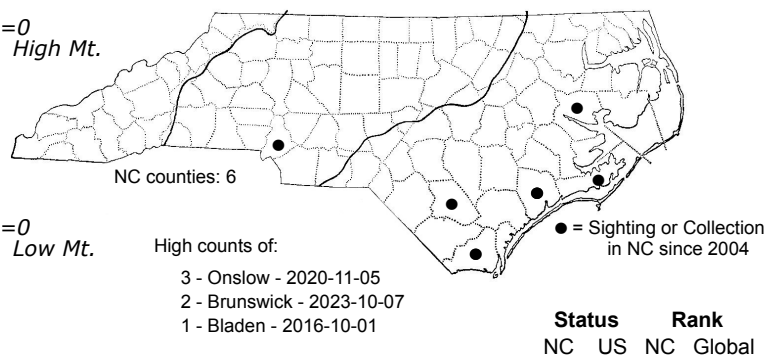 =0
High Mt.
NC counties: 6
=0
Low Mt.
High counts of:
3 - Onslow - 2020-11-05
2 - Brunswick - 2023-10-07
1 - Bladen - 2016-10-01
● = Sighting or Collection
in NC since 2004
Status Rank
NC US NC Global